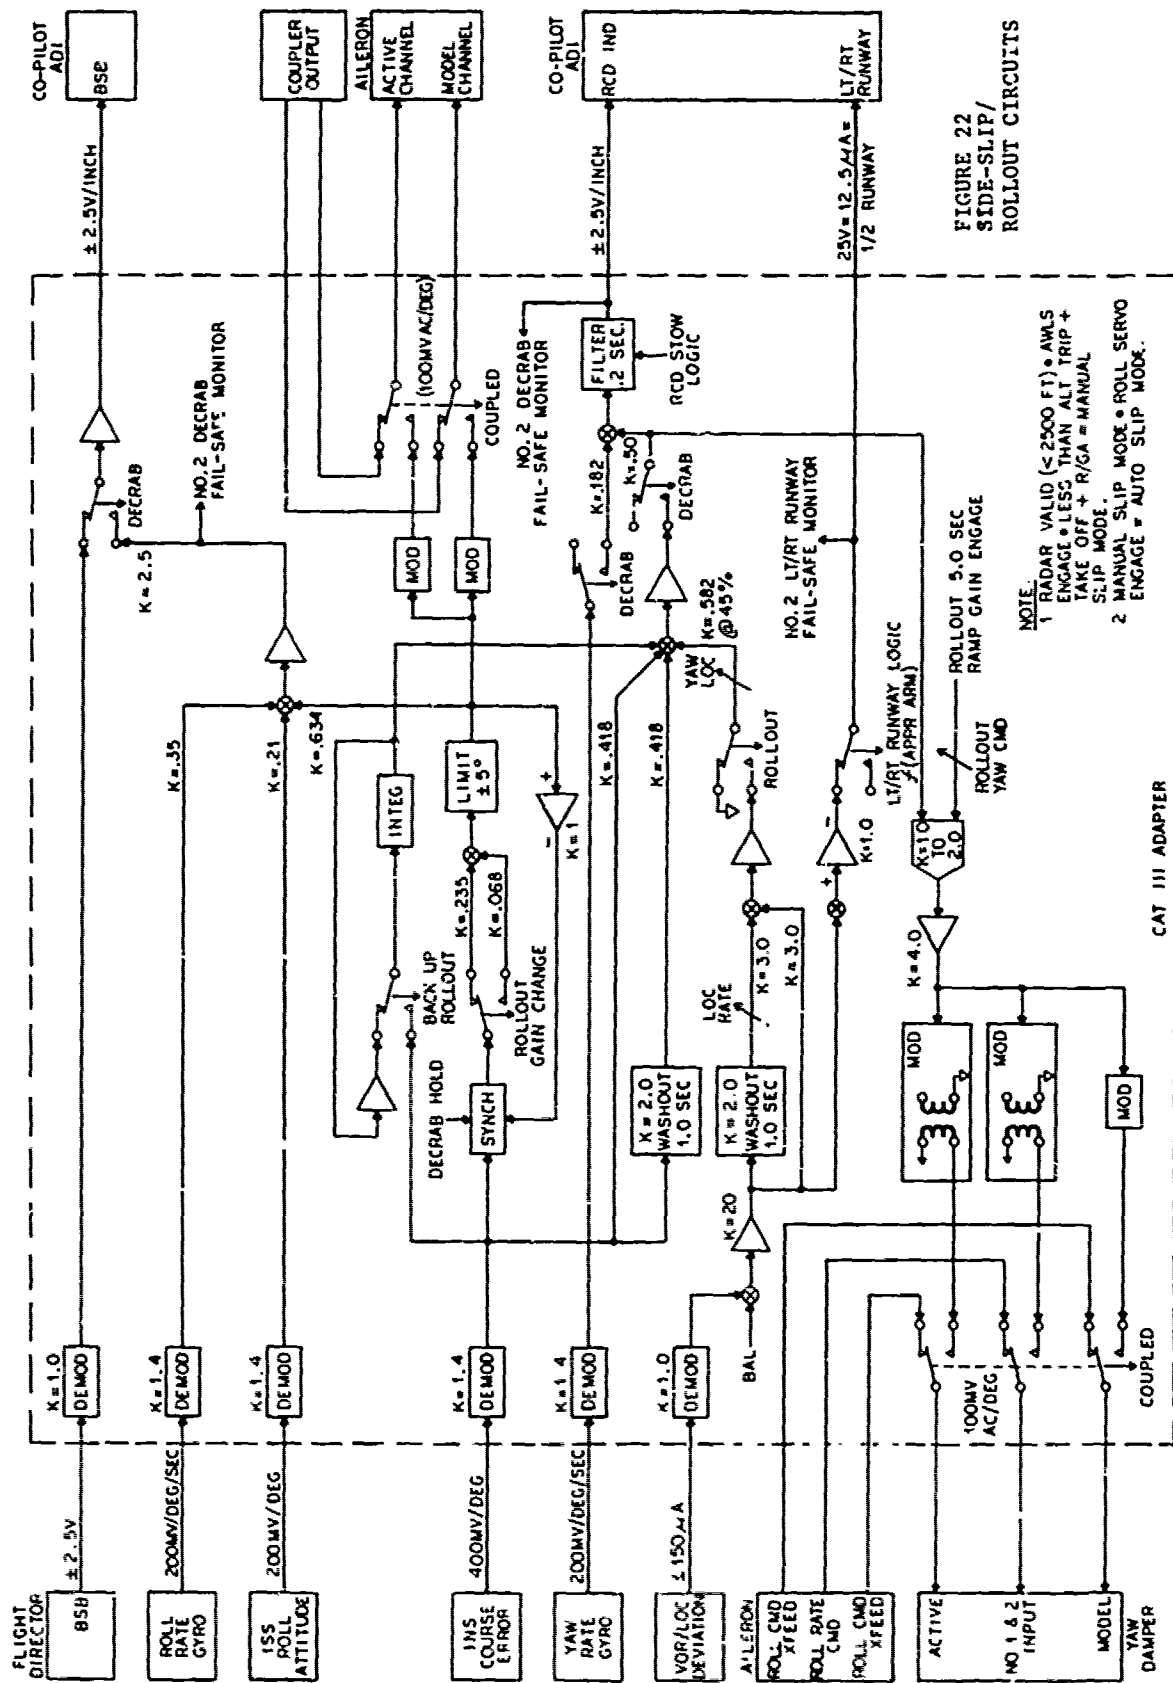 FLIGHT
DIRECTOR
BSB
ROLL
RATE
GYRO
ISS
ROLL
ATTITUDE
INS
COURSE
ERROR
YAW
RATE
GYRO
VOR/LOC
DEVIATION
AILERON
ROLL CMD
XFEED
ROLL RATE
CMD
ROLL CMD
XFEED
ACTIVE
NO 1 & 2
INPUT
MODEL
YAW
DAMPER
± 2.5V
200MV/DEG/SEC
200MV/DEG
400MV/DEG
200MV/DEG/SEC
± 150µA
K=1.0
DEMOD
K=1.4
DEMOD
K=1.4
DEMOD
K=1.4
DEMOD
K=1.4
DEMOD
K=1.0
DEMOD
BAL
100MV
AC/DEG
COUPLED
K=20
DECRAB HOLD
SYNCH
K=2.0
WASHOUT
1.0 SEC
K=2.0
WASHOUT
1.0 SEC
BACK UP
ROLLOUT
ROLLOUT
GAIN CHANGE
INTEG
K=.235
K=.068
LIMIT
±5°
K=1
K=.35
K=.21
K=.634
K=.418
K=.418
LOC
RATE
K=3.0
K=3.0
YAW
LOC
ROLLOUT
K=.582
@45%
K=1.0
LT/RT RUNWAY LOGIC
(APPR ARM)
K=4.0
K=1.0
TO
2.0
ROLLOUT
YAW CMD
ROLLOUT 5.0 SEC
RAMP GAIN ENGAGE
MOD
MOD
MOD
MOD
MOD
K=2.5
DECRAB
NO.2 DECRAB
FAIL-SAFE MONITOR
(100MVAC/DEG)
COUPLED
NO.2 DECRAB
FAIL-SAFE MONITOR
DECRAB
K=.182
K=.50
DECRAB
FILTER
.2 SEC.
RCD STOW
LOGIC
NO.2 LT/RT RUNWAY
FAIL-SAFE MONITOR
± 2.5V/INCH
± 2.5V/INCH
25V=12.5µA=
1/2 RUNWAY
CO-PILOT
ADI
BSB
COUPLER
OUTPUT
AILERON
ACTIVE
CHANNEL
MODEL
CHANNEL
CO-PILOT
ADI
RCD IND
LT/RT
RUNWAY
NOTE
1 RADAR VALID (< 2500 FT) • AWLS
ENGAGE • LESS THAN ALT TRIP +
TAKE OFF + R/GA = MANUAL
SLIP MODE.
2 MANUAL SLIP MODE • ROLL SERVO
ENGAGE = AUTO SLIP MODE.
CAT III ADAPTER
FIGURE 22
SIDE-SLIP/
ROLLOUT CIRCUITS